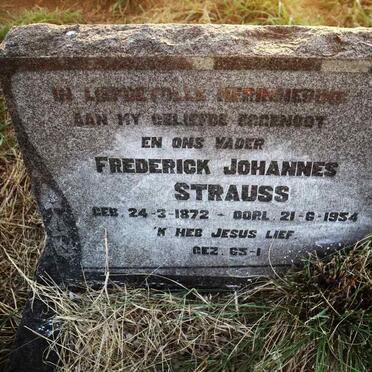 IN LIEFDEVOLLE HERINNERING
AAN MY GELIEFDE EGGENOOT
EN ONS VADER
FREDERICK JOHANNES
STRAUSS
GEB. 24-3-1872 - OORL. 21-6-1954
'K HEB JESUS LIEF
GEZ. 65-1